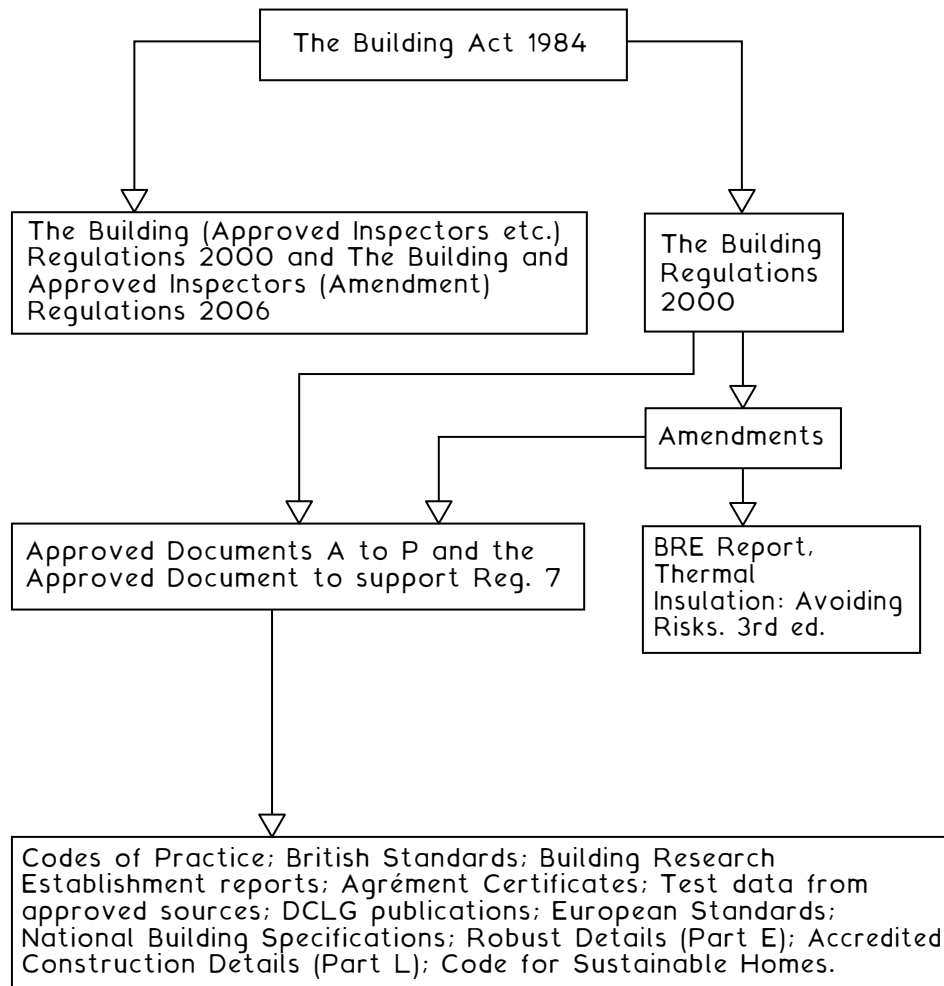 The Building Act 1984
The Building (Approved Inspectors etc.)
Regulations 2000 and The Building and
Approved Inspectors (Amendment)
Regulations 2006
The Building
Regulations
2000
Amendments
Approved Documents A to P and the
Approved Document to support Reg. 7
BRE Report,
Thermal
Insulation: Avoiding
Risks. 3rd ed.
Codes of Practice; British Standards; Building Research
Establishment reports; Agrément Certificates; Test data from
approved sources; DCLG publications; European Standards;
National Building Specifications; Robust Details (Part E); Accredited
Construction Details (Part L); Code for Sustainable Homes.